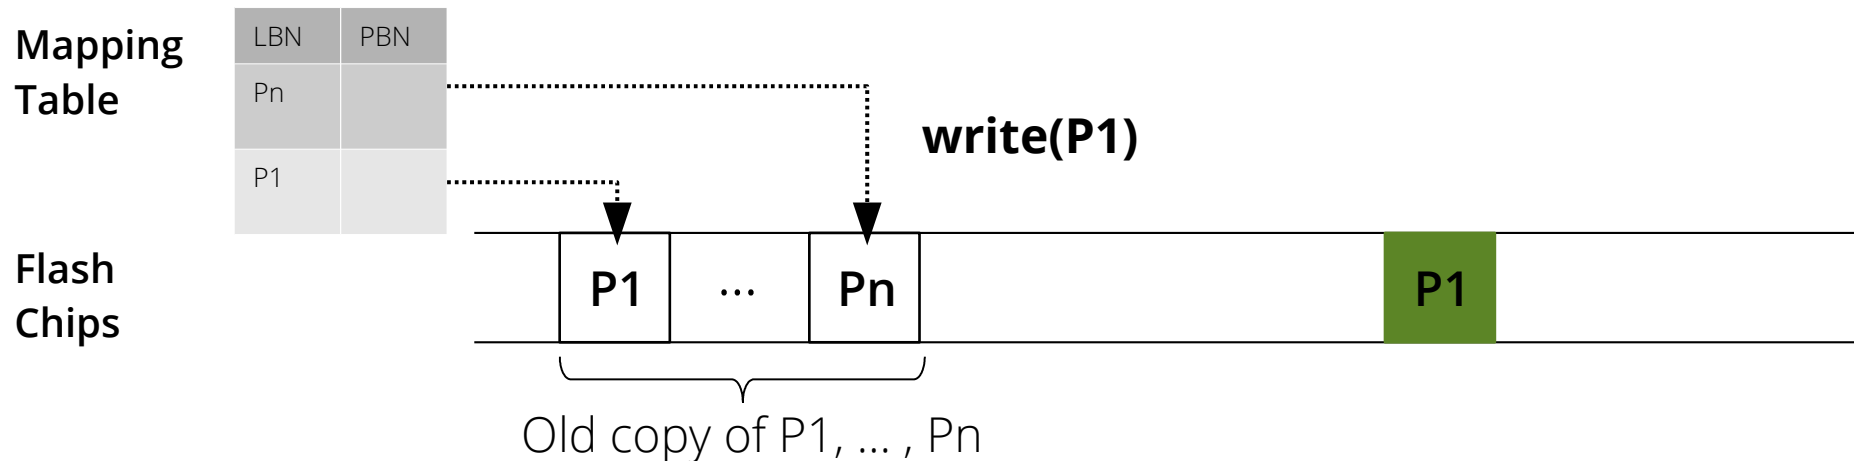 Mapping
Table
LBN PBN
Pn
P1
write(P1)
Flash
Chips
P1 ... Pn P1
Old copy of P1, ... , Pn